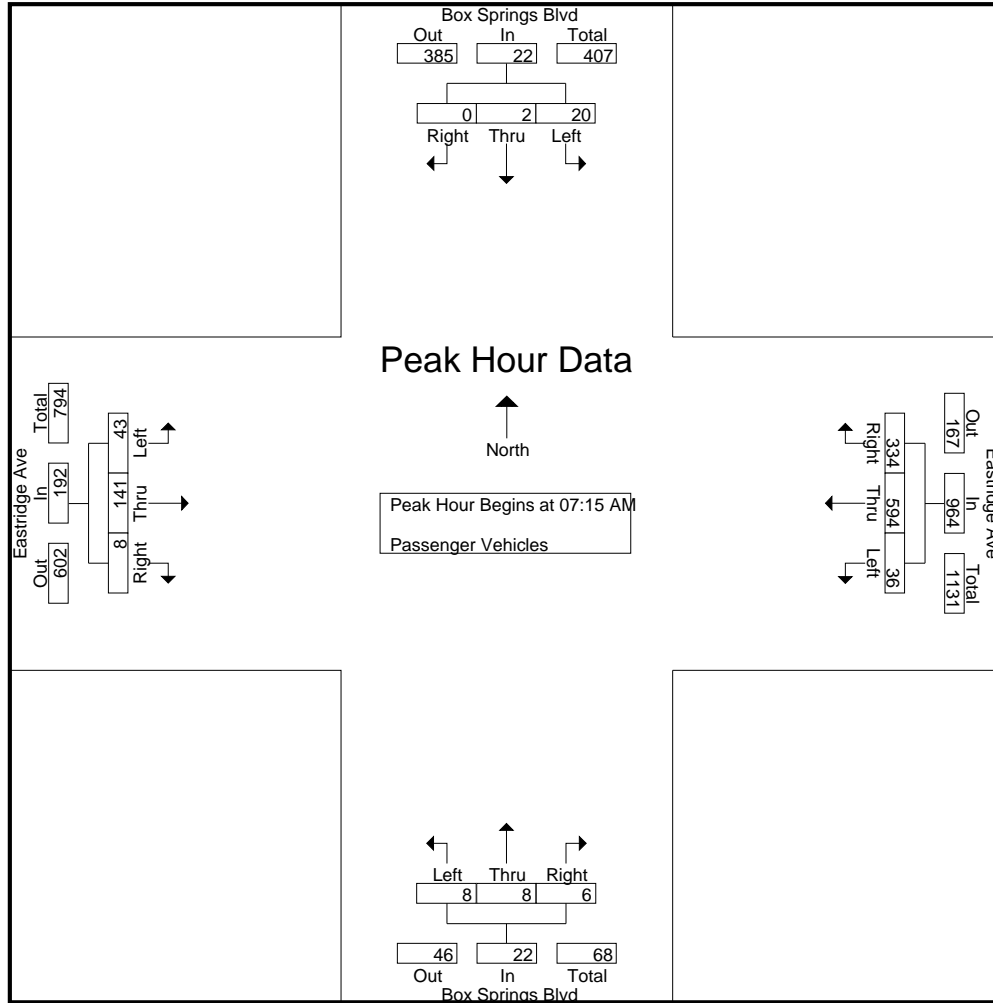 Box Springs Blvd
Out In Total
385 22 407
0 2 20
Right Thru Left
Peak Hour Data
North
Peak Hour Begins at 07:15 AM
Passenger Vehicles
Eastridge Ave
Total In Out
794 192 602
43 141 8
Left Thru Right
Eastridge Ave
Out In Total
167 964 1131
334 594 36
Right Thru Left
Left Thru Right
8 8 6
46 22 68
Out In Total
Box Springs Blvd